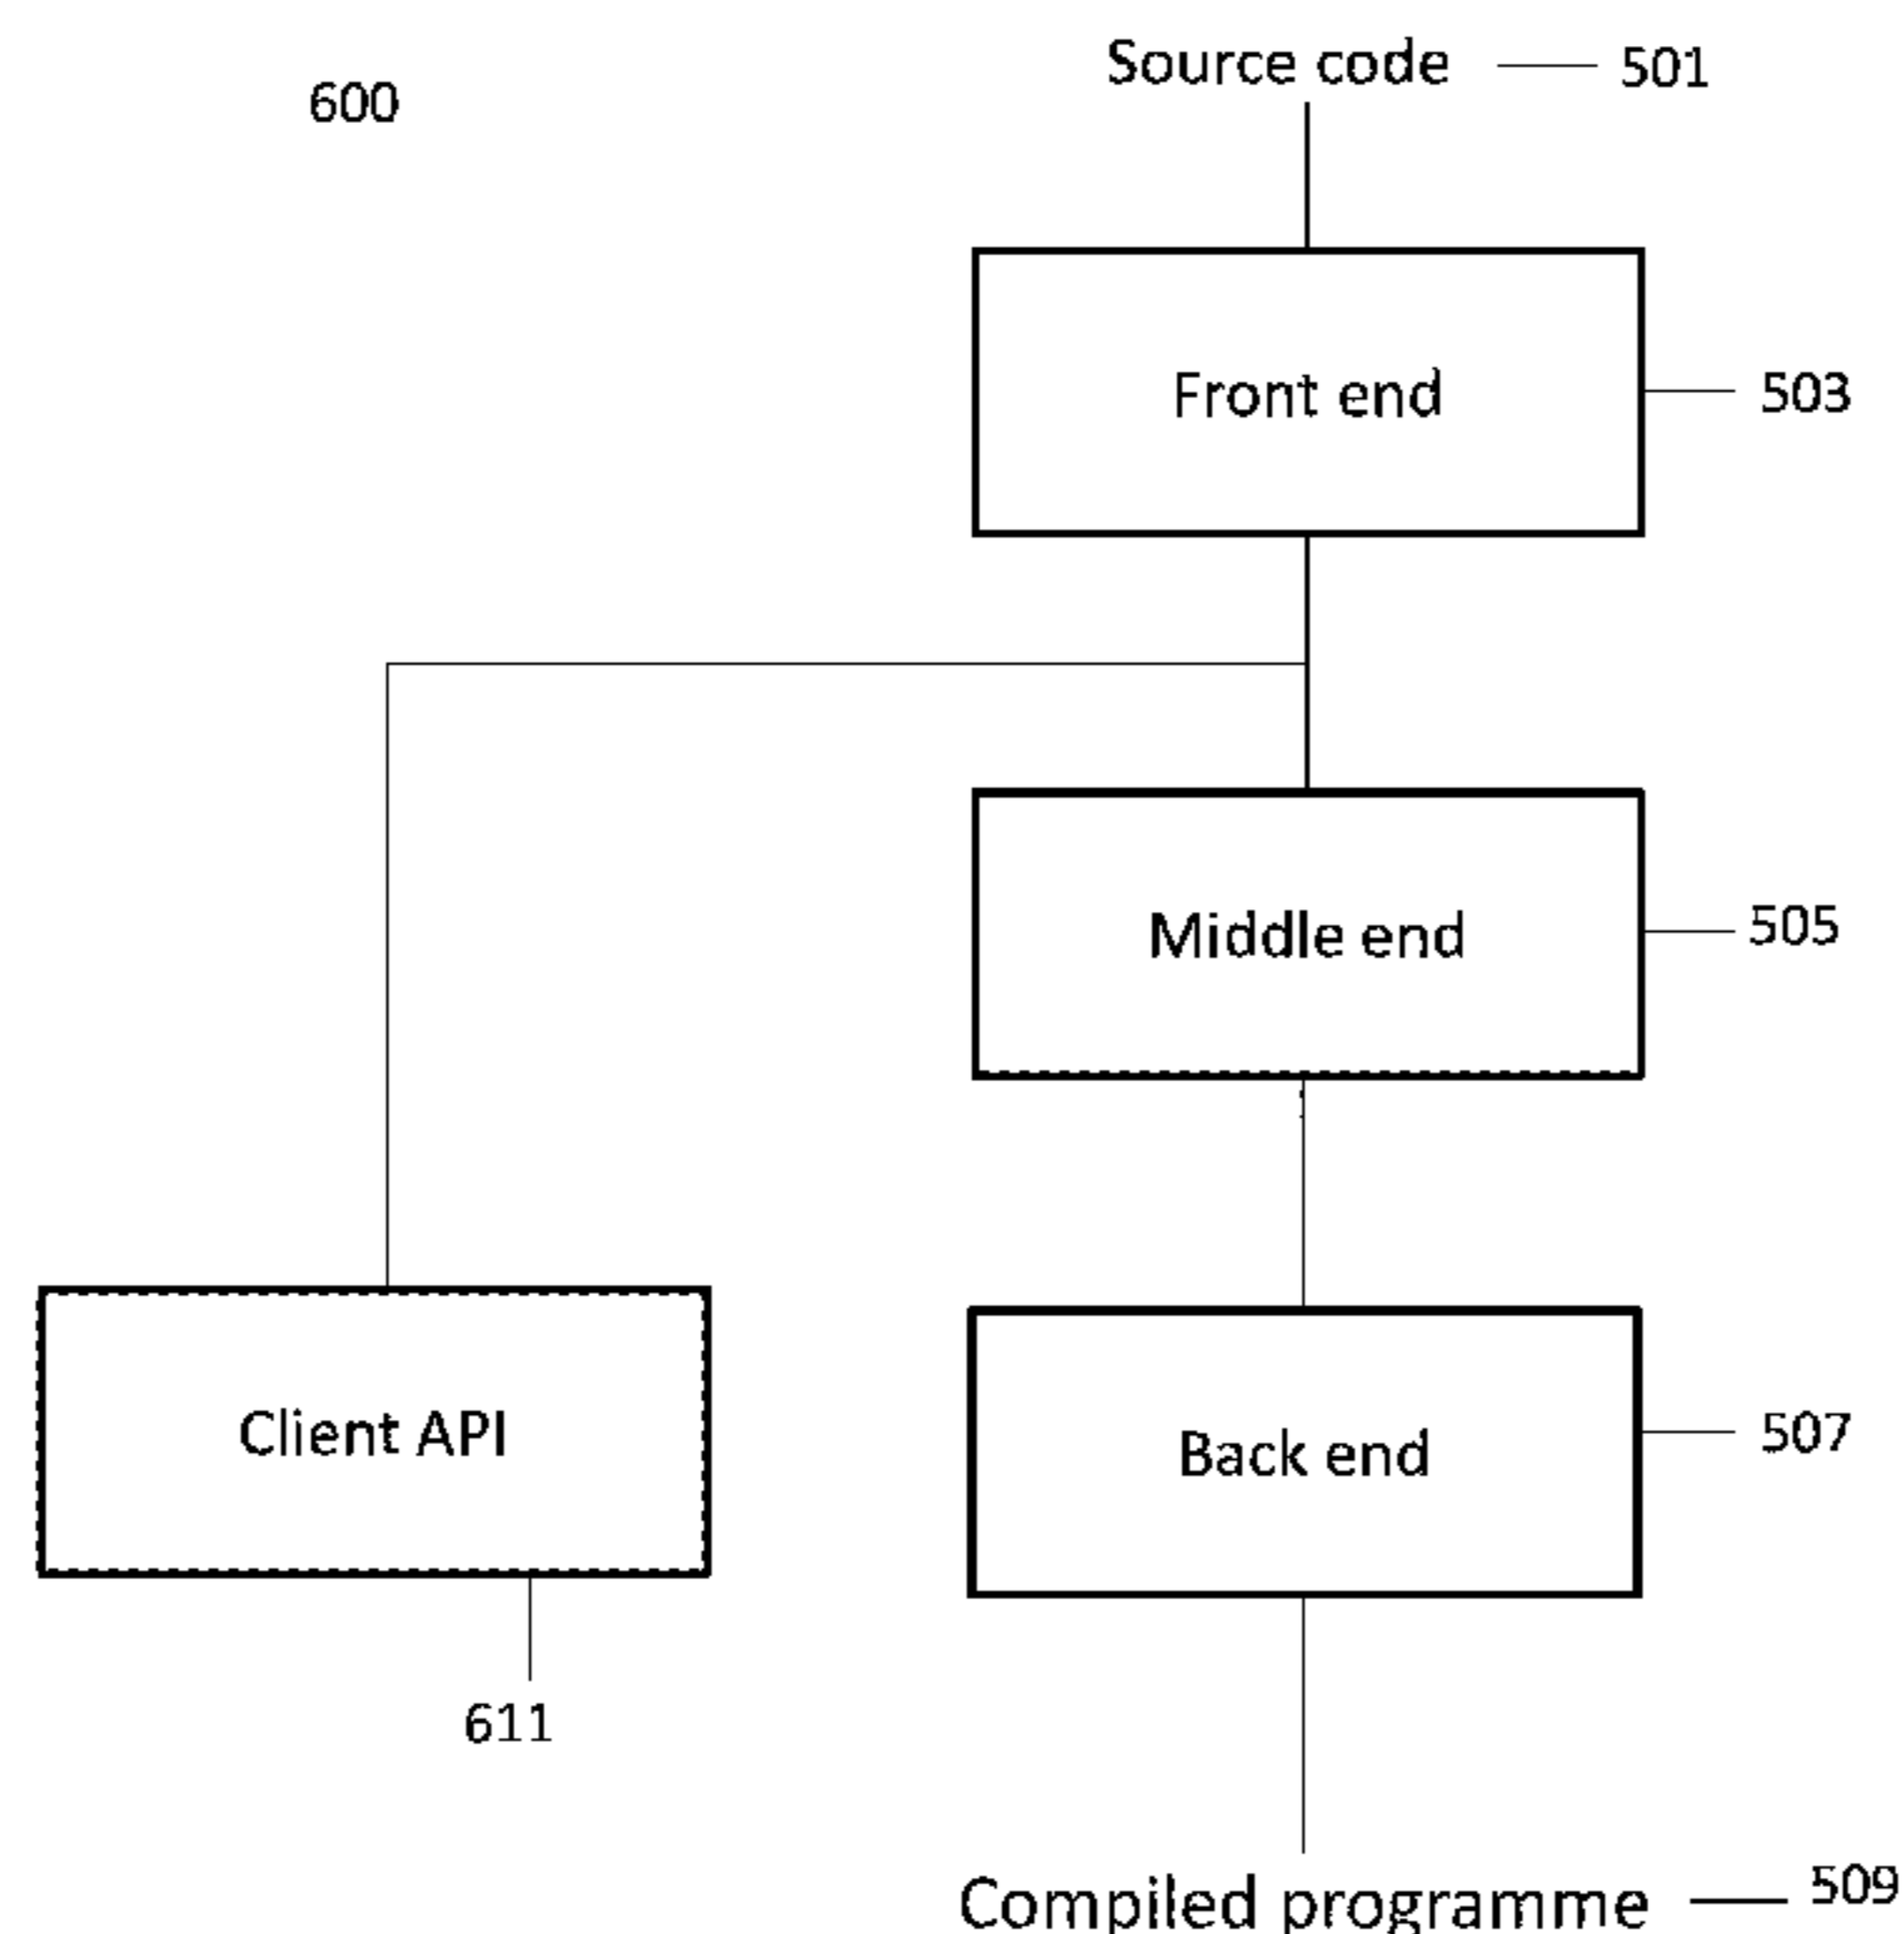 Source code
501
600
Front end
503
Middle end
505
Client API
Back end
507
611
Compiled programme
509